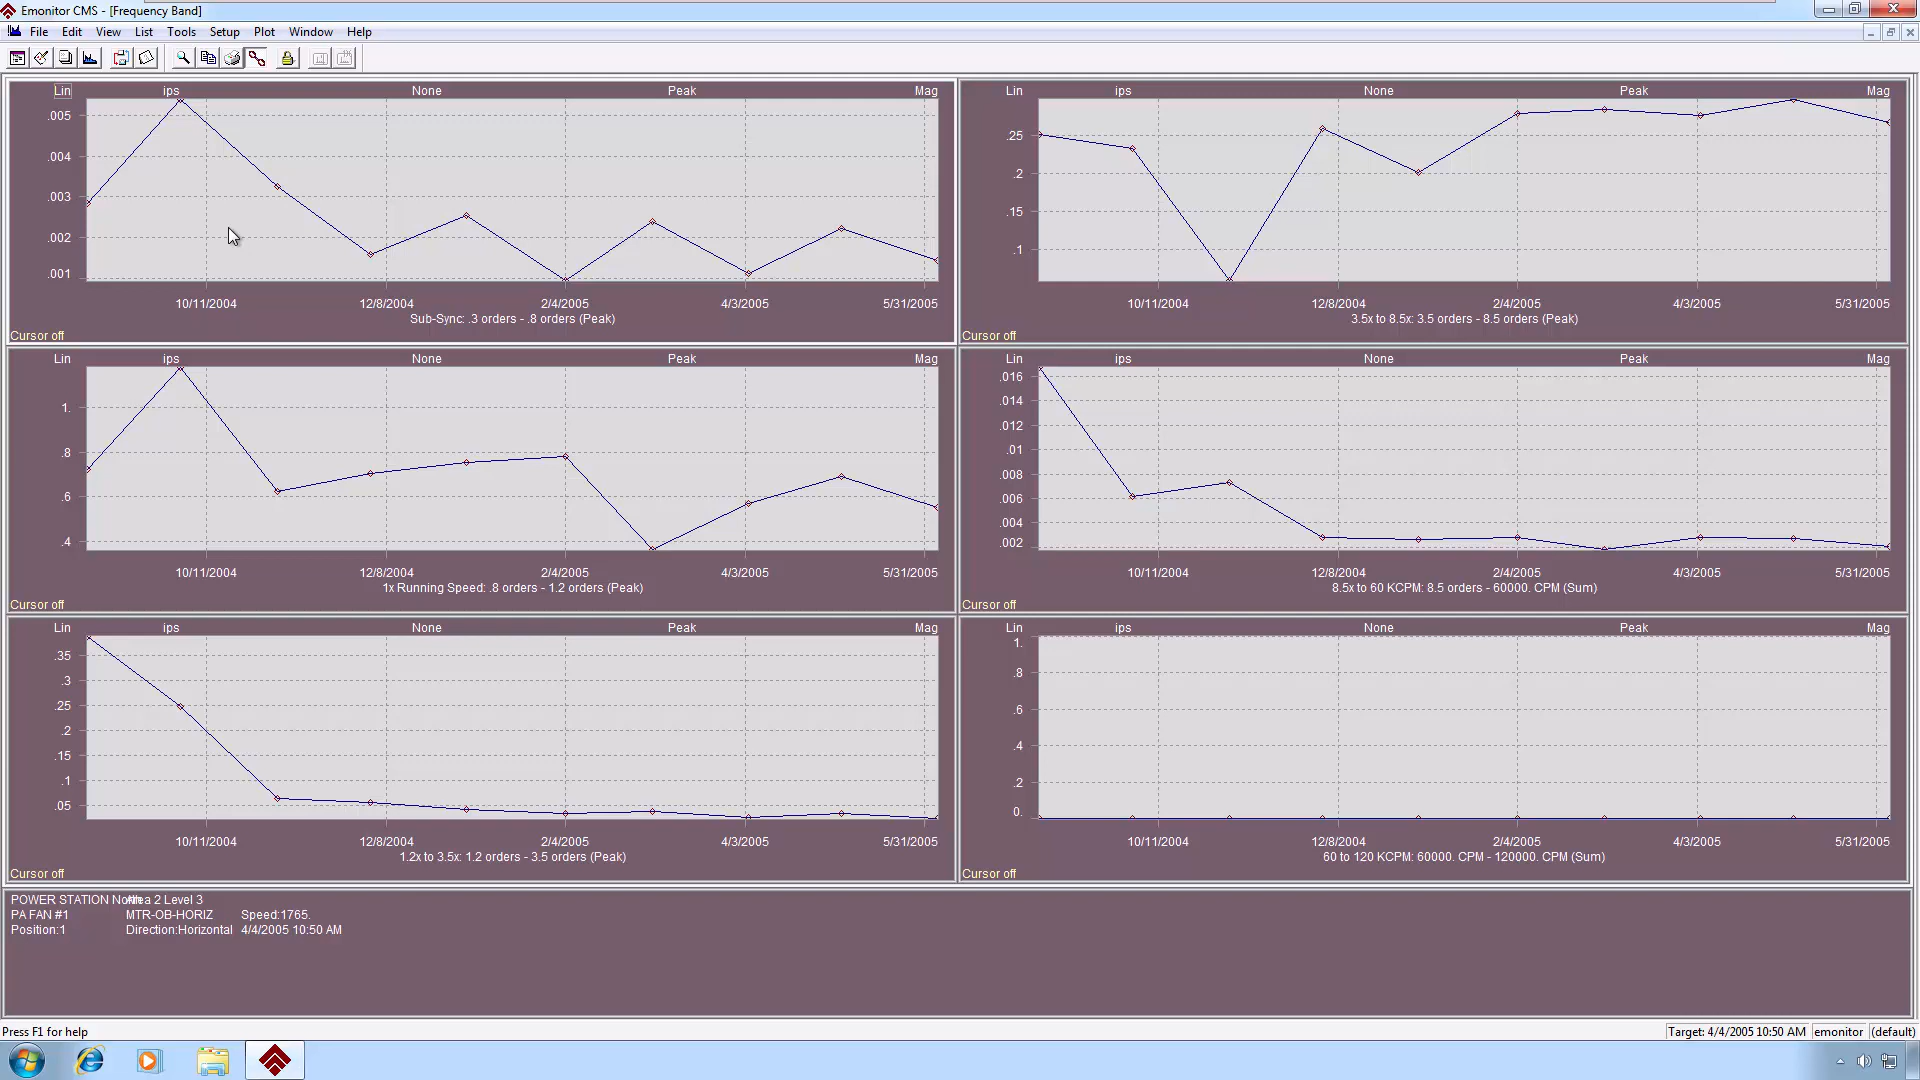 Emonitor CMS - [Frequency Band]
File Edit View List Tools Setup Plot Window Help
Lin ips None Peak Mag
.005
.004
.003
.002
.001
10/11/2004 12/8/2004 2/4/2005 4/3/2005 5/31/2005
Sub-Sync: .3 orders - .8 orders (Peak)
Cursor off
Lin ips None Peak Mag
.25
.2
.15
.1
10/11/2004 12/8/2004 2/4/2005 4/3/2005 5/31/2005
3.5x to 8.5x: 3.5 orders - 8.5 orders (Peak)
Cursor off
Lin ips None Peak Mag
1.
.8
.6
.4
10/11/2004 12/8/2004 2/4/2005 4/3/2005 5/31/2005
1x Running Speed: .8 orders - 1.2 orders (Peak)
Cursor off
Lin ips None Peak Mag
.016
.014
.012
.01
.008
.006
.004
.002
10/11/2004 12/8/2004 2/4/2005 4/3/2005 5/31/2005
8.5x to 60 KCPM: 8.5 orders - 60000. CPM (Sum)
Cursor off
Lin ips None Peak Mag
.35
.3
.25
.2
.15
.1
.05
10/11/2004 12/8/2004 2/4/2005 4/3/2005 5/31/2005
1.2x to 3.5x: 1.2 orders - 3.5 orders (Peak)
Cursor off
Lin ips None Peak Mag
1.
.8
.6
.4
.2
0.
10/11/2004 12/8/2004 2/4/2005 4/3/2005 5/31/2005
60 to 120 KCPM: 60000. CPM - 120000. CPM (Sum)
Cursor off
POWER STATION North Area 2 Level 3
PA FAN #1 MTR-OB-HORIZ Speed:1765.
Position:1 Direction:Horizontal 4/4/2005 10:50 AM
Press F1 for help Target: 4/4/2005 10:50 AM emonitor (default)